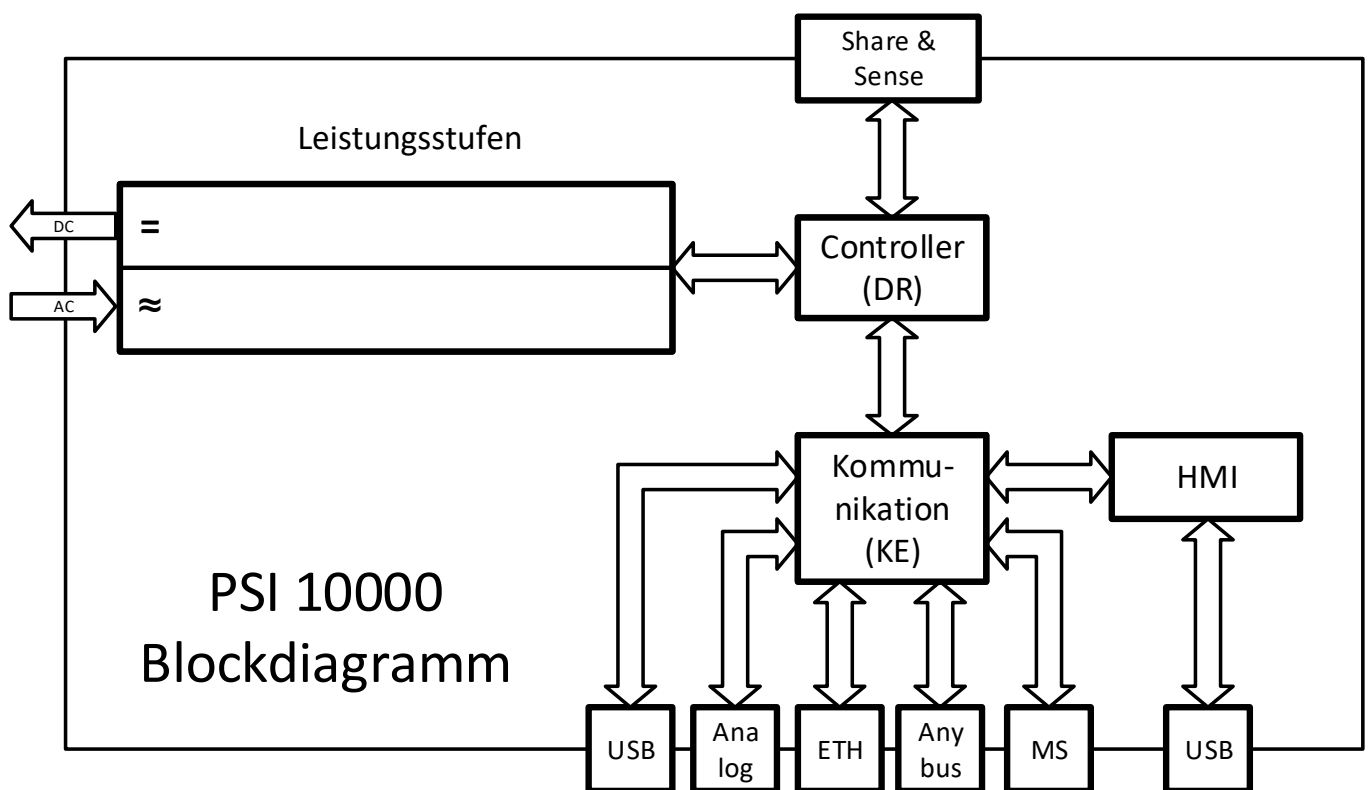 Share &
Sense
Leistungsstufen
DC
=
Controller
(DR)
AC
≈
Kommu-
nikation
(KE)
HMI
PSI 10000
Blockdiagramm
USB
Ana
log
ETH
Any
bus
MS
USB